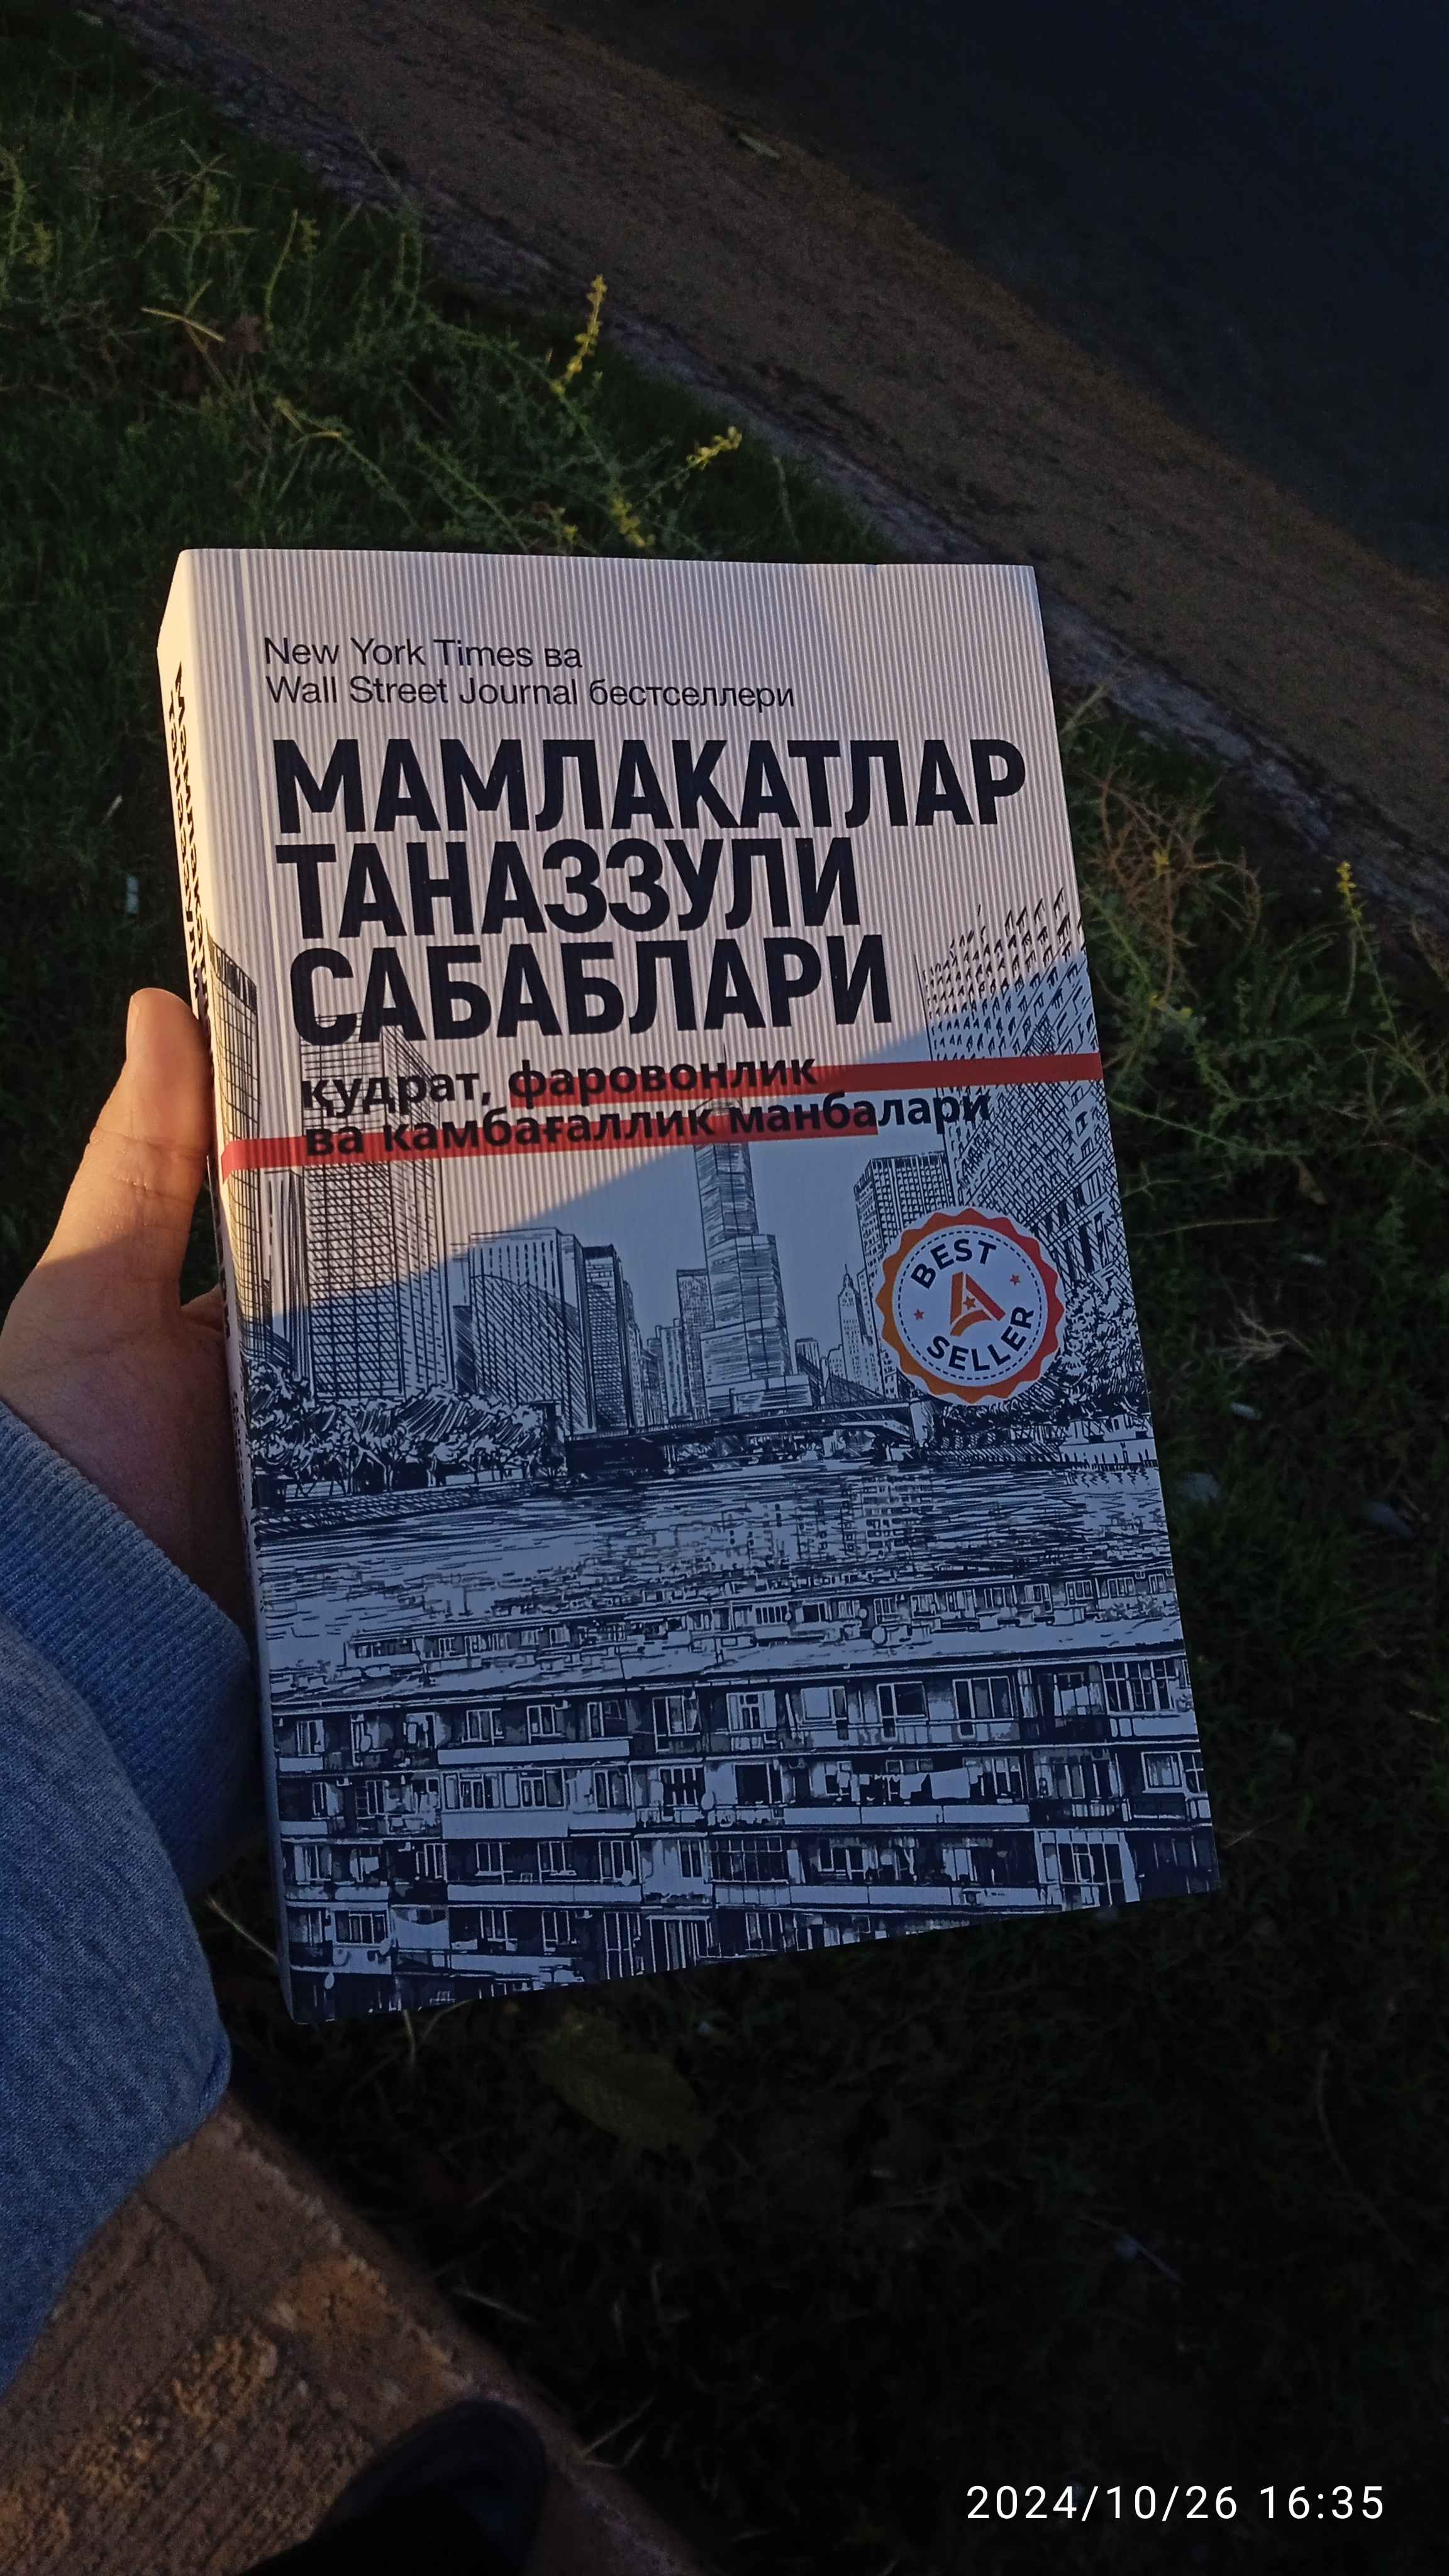 New York Times ва
Wall Street Journal бестселлери
МАМЛАКАТЛАР
ТАНАЗЗУЛИ
САБАБЛАРИ
қудрат, фаровонлик
ва камбағаллик манбалари
BEST
SELLER
2024/10/26 16:35